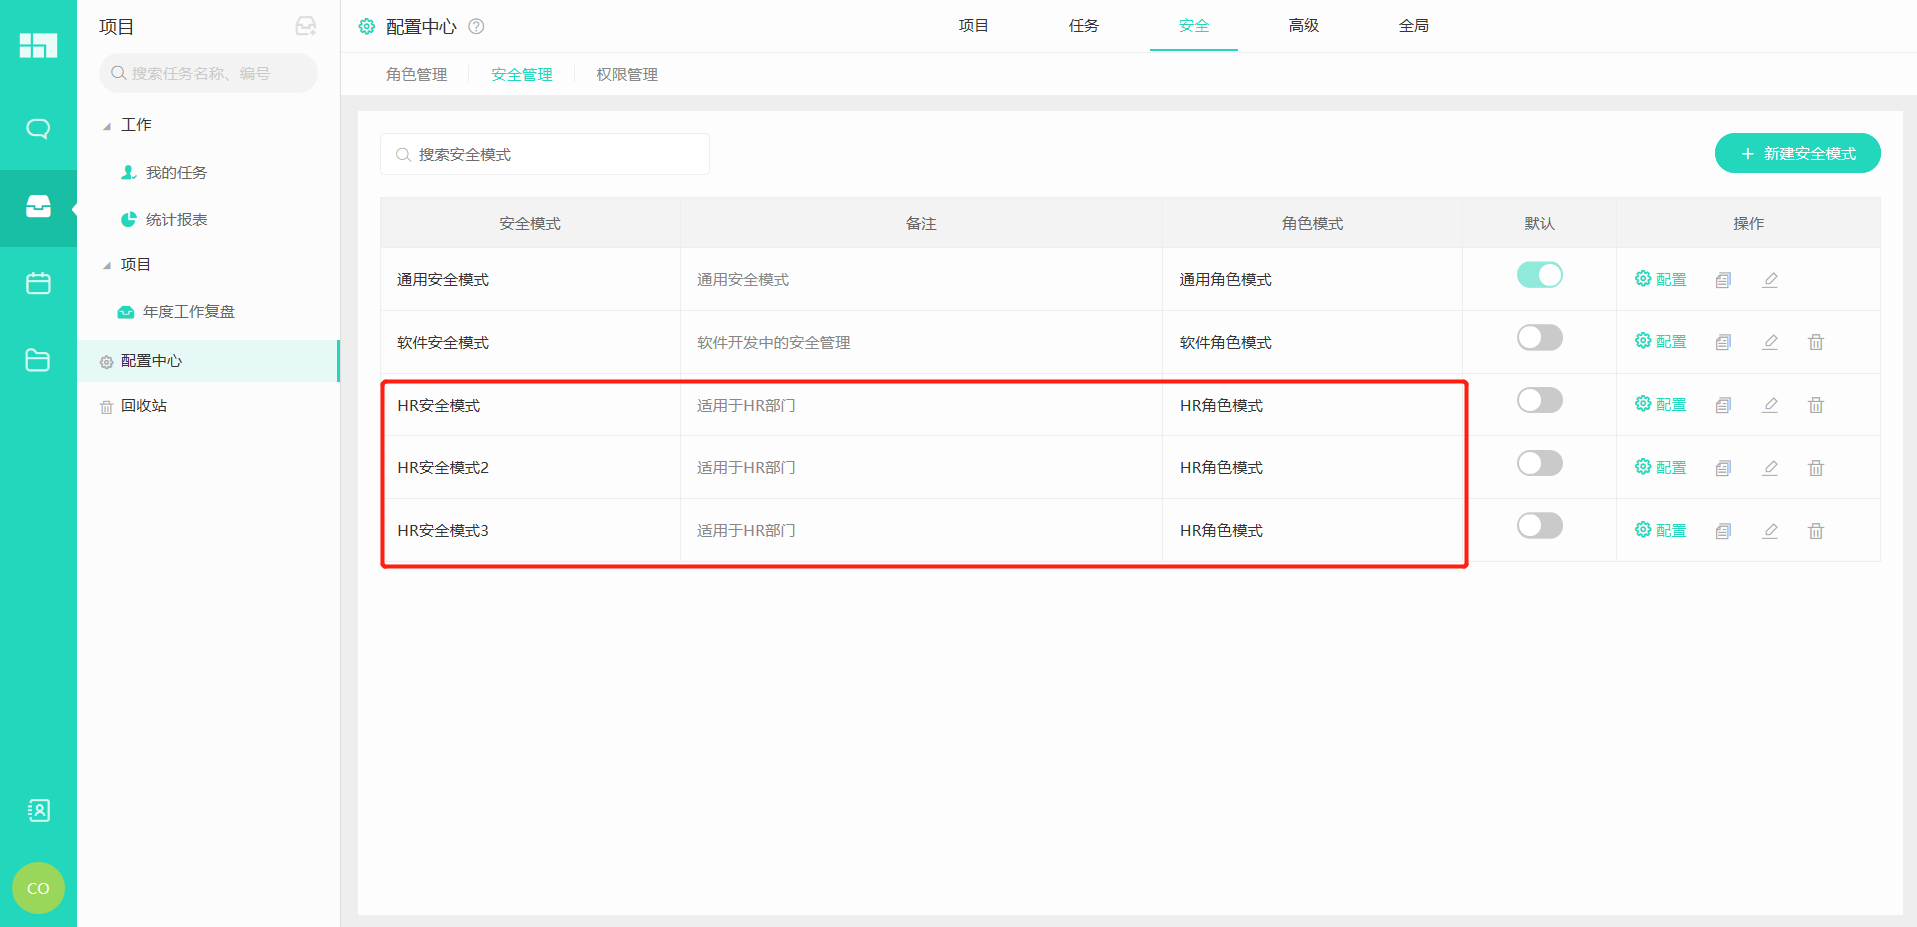 项目
搜索任务名称、编号
工作
我的任务
统计报表
项目
年度工作复盘
配置中心
回收站
CO
配置中心 ?
项目 任务 安全 高级 全局
角色管理 安全管理 权限管理
搜索安全模式
+ 新建安全模式
安全模式 备注 角色模式 默认 操作
通用安全模式 通用安全模式 通用角色模式 配置
软件安全模式 软件开发中的安全管理 软件角色模式 配置
HR安全模式 适用于HR部门 HR角色模式 配置
HR安全模式2 适用于HR部门 HR角色模式 配置
HR安全模式3 适用于HR部门 HR角色模式 配置